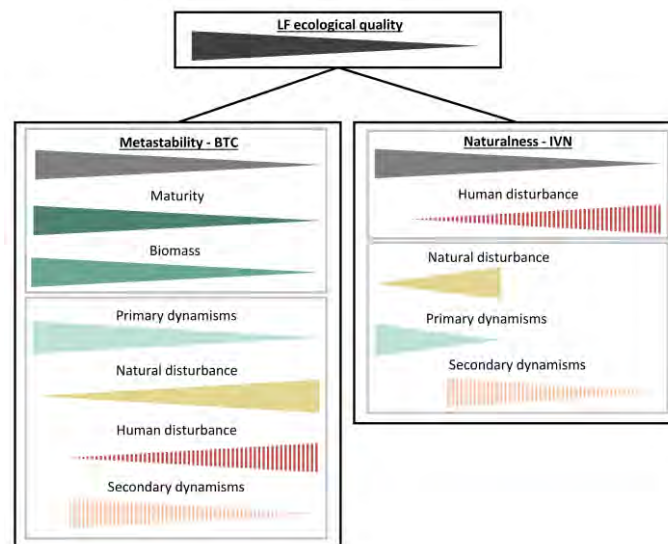 LF ecological quality
Metastability - BTC
Maturity
Biomass
Primary dynamisms
Natural disturbance
Human disturbance
Secondary dynamisms
Naturalness - IVN
Human disturbance
Natural disturbance
Primary dynamisms
Secondary dynamisms